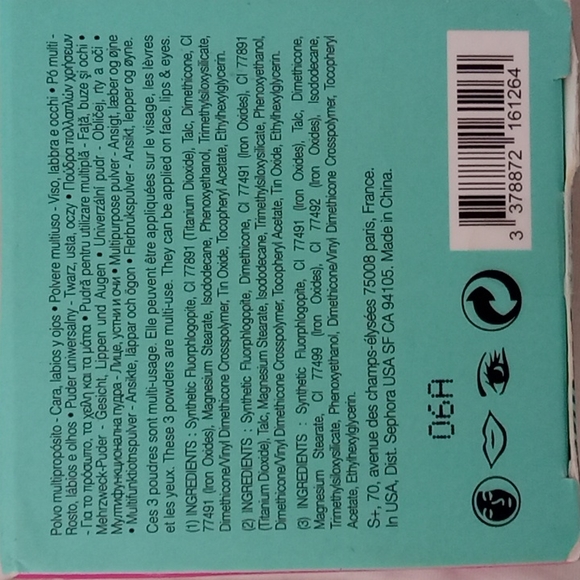 Polvo multipropósito - Cara, labios y ojos • Polvere multiuso - Viso, labbra e occhi • Pó multi -
Rosto, lábios e olhos • Puder uniwersalny - Twarz, usta, oczy • Πούδρα πολλαπλών χρήσεων
- Για το πρόσωπο, τα χείλη και τα μάτια • Pudră pentru utilizare multiplă - Față, buze și ochi •
Mehrzweck-Puder - Gesicht, Lippen und Augen • Univerzální pudr - Obličej, rty a oči •
Мултифункционална пудра - Лице, устни и очи • Multipurpose pulver - Ansigt, læber og øjne
• Multifunktionspulver - Ansikte, läppar och ögon • Flerbrukspulver - Ansikt, lepper og øyne.
Ces 3 poudres sont multi-usage. Elle peuvent être appliquées sur le visage, les lèvres
et les yeux. These 3 powders are multi-use. They can be applied on face, lips & eyes.
(1) INGREDIENTS : Synthetic Fluorphlogopite, CI 77891 (Titanium Dioxide), Talc, Dimethicone, CI
77491 (Iron Oxides), Magnesium Stearate, Isododecane, Phenoxyethanol, Trimethylsiloxysilicate,
Dimethicone/Vinyl Dimethicone Crosspolymer, Tin Oxide, Tocopheryl Acetate, Ethylhexylglycerin.
(2) INGREDIENTS : Synthetic Fluorphlogopite, Dimethicone, CI 77491 (Iron Oxides), CI 77891
(Titanium Dioxide), Talc, Magnesium Stearate, Isododecane, Trimethylsiloxysilicate, Phenoxyethanol,
Dimethicone/Vinyl Dimethicone Crosspolymer, Tocopheryl Acetate, Tin Oxide, Ethylhexylglycerin.
(3) INGREDIENTS : Synthetic Fluorphlogopite, CI 77491 (Iron Oxides), Talc, Dimethicone,
Magnesium Stearate, CI 77499 (Iron Oxides), CI 77492 (Iron Oxides), Isododecane,
Trimethylsiloxysilicate, Phenoxyethanol, Dimethicone/Vinyl Dimethicone Crosspolymer, Tocopheryl
Acetate, Ethylhexylglycerin.
S+, 70, avenue des champs-élysées 75008 paris, France.
In USA, Dist. Sephora USA SF CA 94105. Made in China.
06A
3 378872 161264